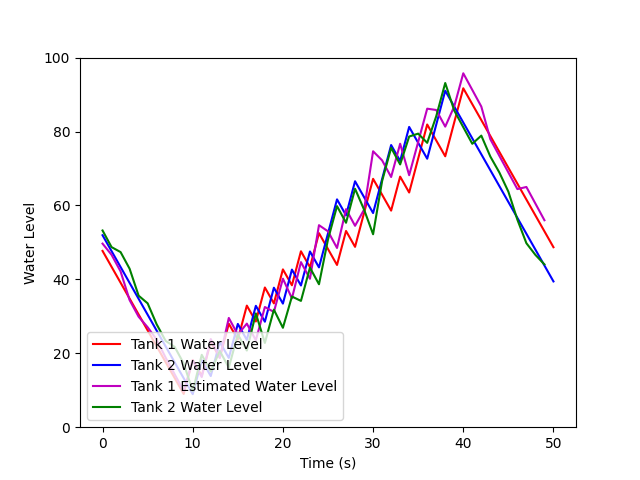 100
80
60
40
20
0
Water Level
Tank 1 Water Level
Tank 2 Water Level
Tank 1 Estimated Water Level
Tank 2 Water Level
0 10 20 30 40 50
Time (s)